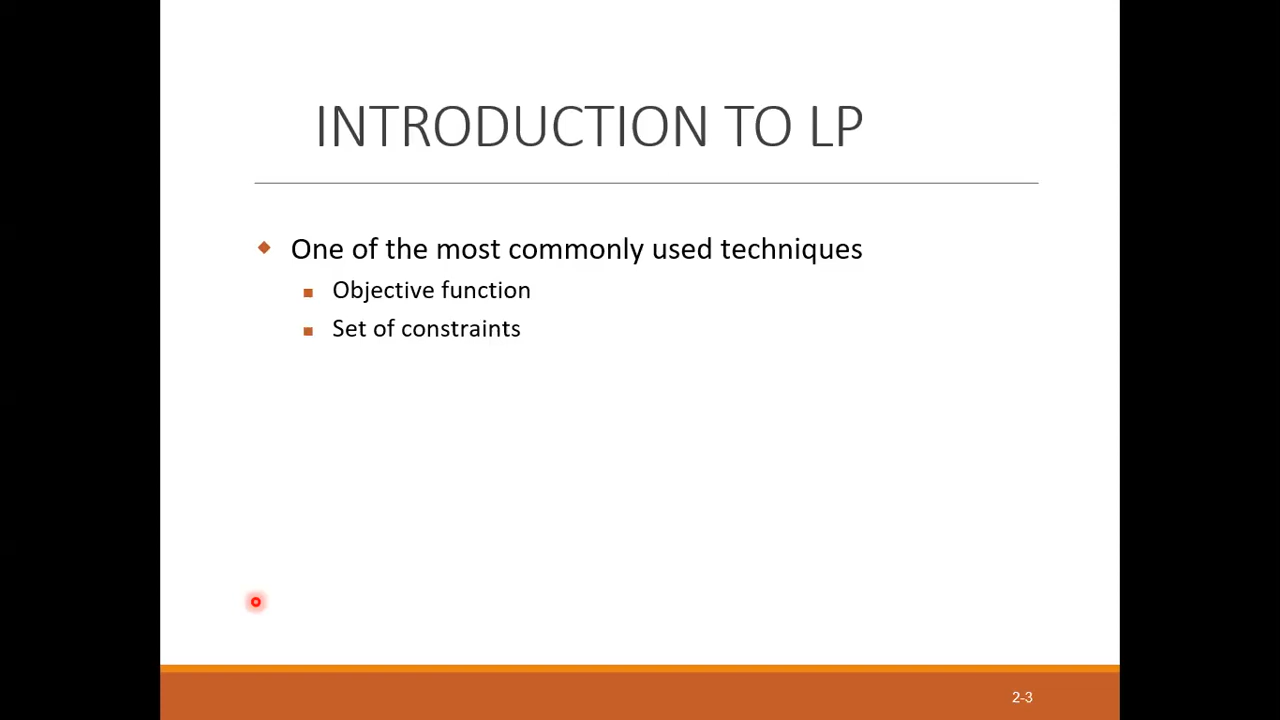 INTRODUCTION TO LP
One of the most commonly used techniques
Objective function
Set of constraints
2-3